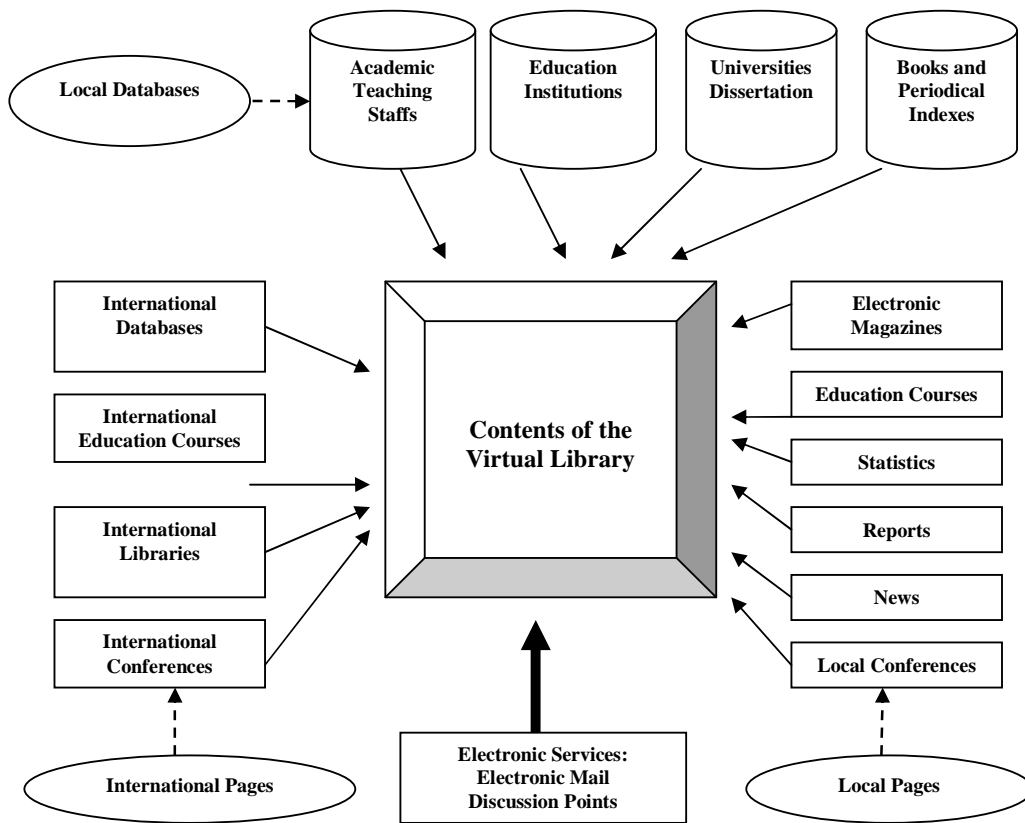 Local Databases
Academic
Teaching
Staffs
Education
Institutions
Universities
Dissertation
Books and
Periodical
Indexes
International
Databases
International
Education Courses
International
Libraries
International
Conferences
International Pages
Contents of the
Virtual Library
Electronic Services:
Electronic Mail
Discussion Points
Electronic
Magazines
Education Courses
Statistics
Reports
News
Local Conferences
Local Pages